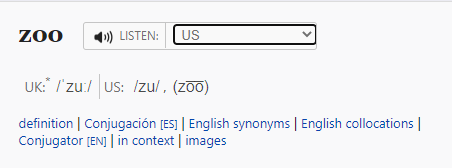 zoo LISTEN: US
UK:* /ˈzuː/ US: /zu/ , (zo͞o)
definition | Conjugación [ES] | English synonyms | English collocations |
Conjugator [EN] | in context | images